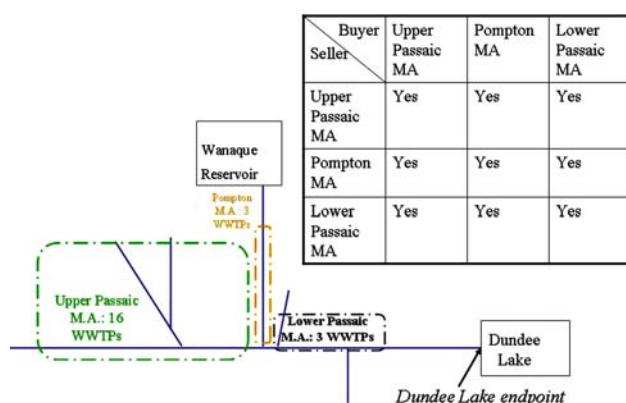 Buyer
Seller
Upper
Passaic
MA
Pompton
MA
Lower
Passaic
MA
Upper
Passaic
MA
Yes
Yes
Yes
Pompton
MA
Yes
Yes
Yes
Lower
Passaic
MA
Yes
Yes
Yes
Wanaque
Reservoir
Pompton
M.A.: 3
WWTPs
Upper Passaic
M.A.: 16
WWTPs
Lower Passaic
M.A.: 3 WWTPs
Dundee
Lake
Dundee Lake endpoint